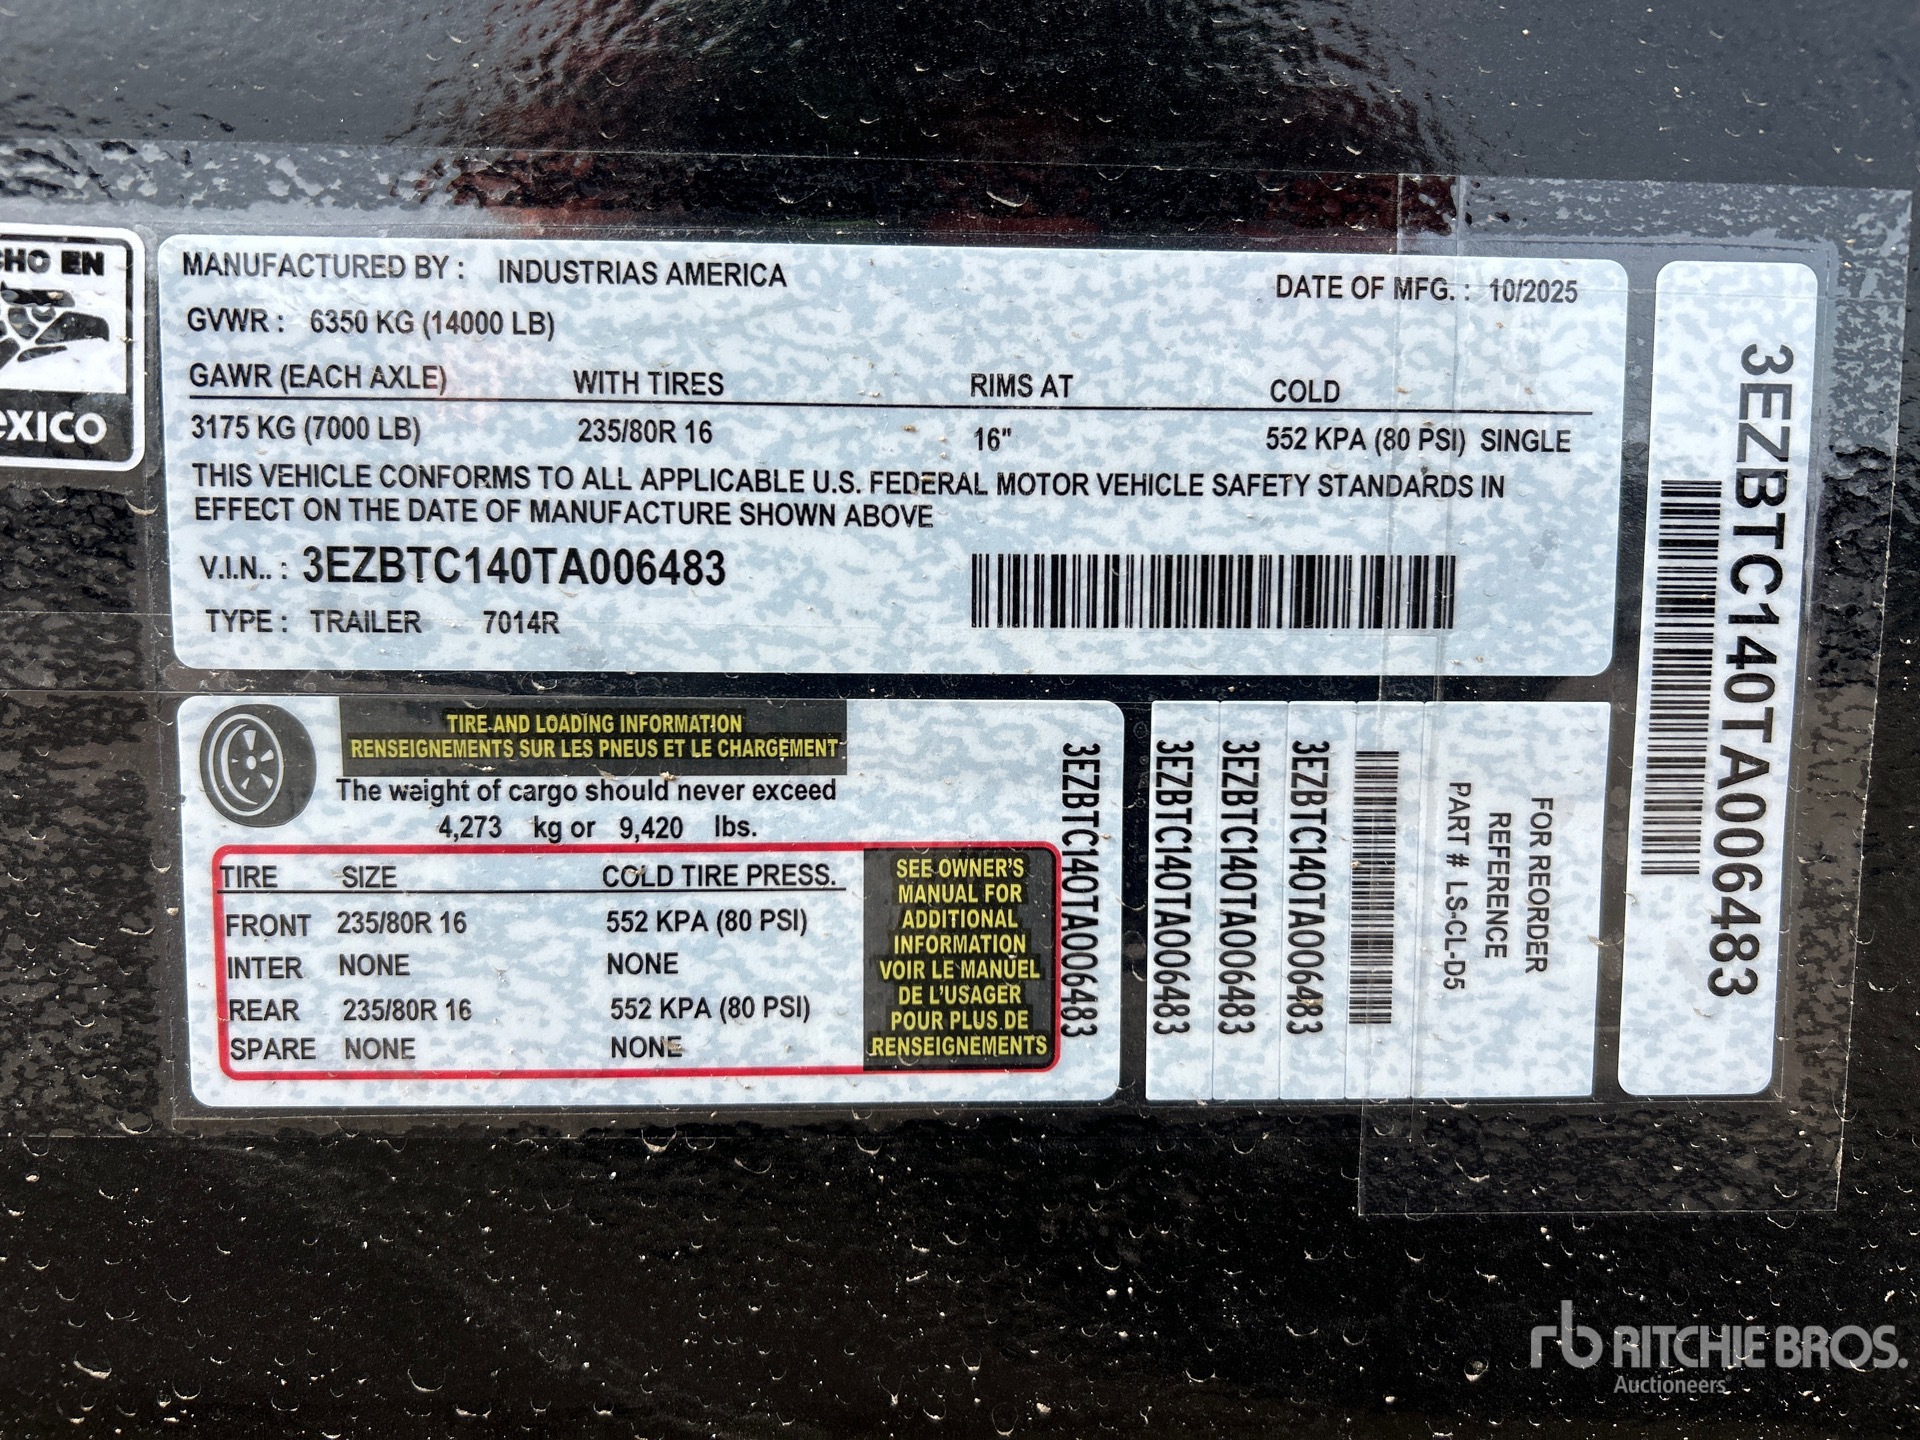 CHO EN
EXICO
MANUFACTURED BY : INDUSTRIAS AMERICA DATE OF MFG. : 10/2025
GVWR : 6350 KG (14000 LB)
GAWR (EACH AXLE) WITH TIRES RIMS AT COLD
3175 KG (7000 LB) 235/80R 16 16" 552 KPA (80 PSI) SINGLE
THIS VEHICLE CONFORMS TO ALL APPLICABLE U.S. FEDERAL MOTOR VEHICLE SAFETY STANDARDS IN
EFFECT ON THE DATE OF MANUFACTURE SHOWN ABOVE
V.I.N.. : 3EZBTC140TA006483
TYPE : TRAILER 7014R
TIRE AND LOADING INFORMATION
RENSEIGNEMENTS SUR LES PNEUS ET LE CHARGEMENT
The weight of cargo should never exceed
4,273 kg or 9,420 lbs.
TIRE SIZE COLD TIRE PRESS.
FRONT 235/80R 16 552 KPA (80 PSI)
INTER NONE NONE
REAR 235/80R 16 552 KPA (80 PSI)
SPARE NONE NONE
SEE OWNER'S
MANUAL FOR
ADDITIONAL
INFORMATION
VOIR LE MANUEL
DE L'USAGER
POUR PLUS DE
RENSEIGNEMENTS
3EZBTC140TA006483
3EZBTC140TA006483
3EZBTC140TA006483
3EZBTC140TA006483
FOR REORDER
REFERENCE
PART # LS-CL-D5
3EZBTC140TA006483
rb RITCHIE BROS.
Auctioneers